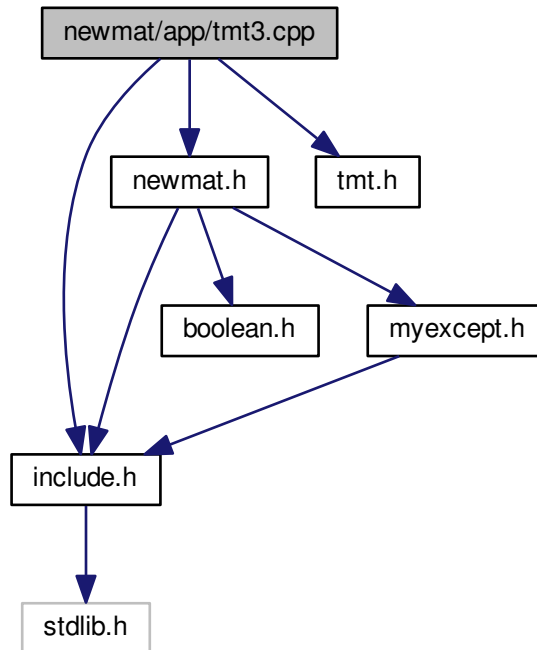 newmat/app/tmt3.cpp
newmat.h
tmt.h
boolean.h
myexcept.h
include.h
stdlib.h